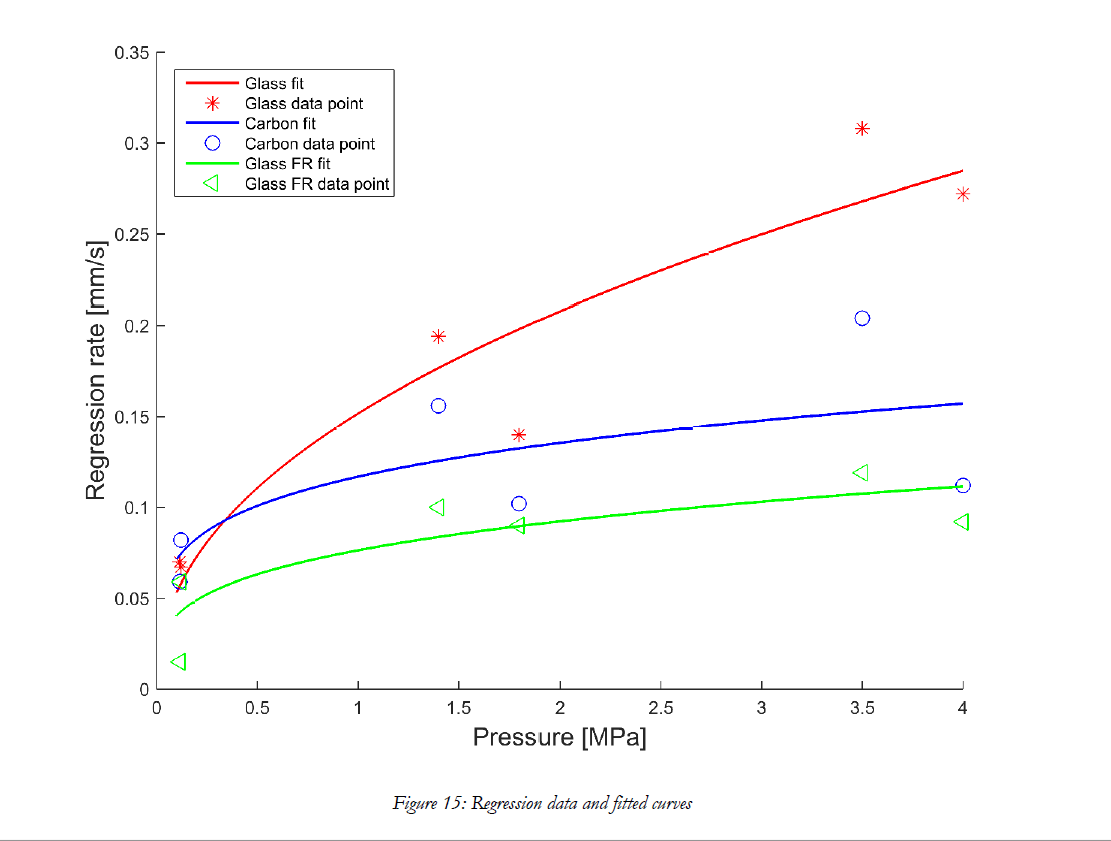 0.35
0.3
0.25
0.2
0.15
0.1
0.05
0
Regression rate [mm/s]
Glass fit
Glass data point
Carbon fit
Carbon data point
Glass FR fit
Glass FR data point
0 0.5 1 1.5 2 2.5 3 3.5 4
Pressure [MPa]
Figure 15: Regression data and fitted curves